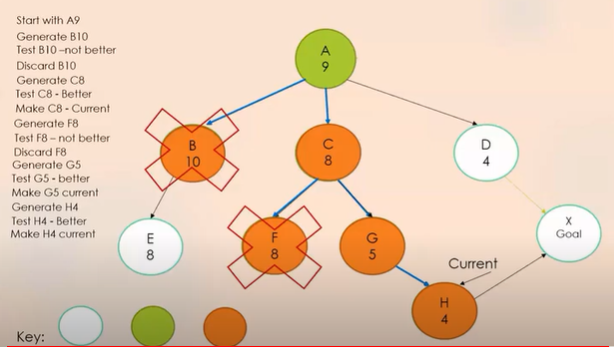 Start with A9
Generate B10
Test B10 –not better
Discard B10
Generate C8
Test C8 - Better
Make C8 - Current
Generate F8
Test F8 – not better
Discard F8
Generate G5
Test G5 - better
Make G5 current
Generate H4
Test H4 - Better
Make H4 current
A
9
B
10
C
8
D
4
E
8
F
8
G
5
X
Goal
Current
H
4
Key: